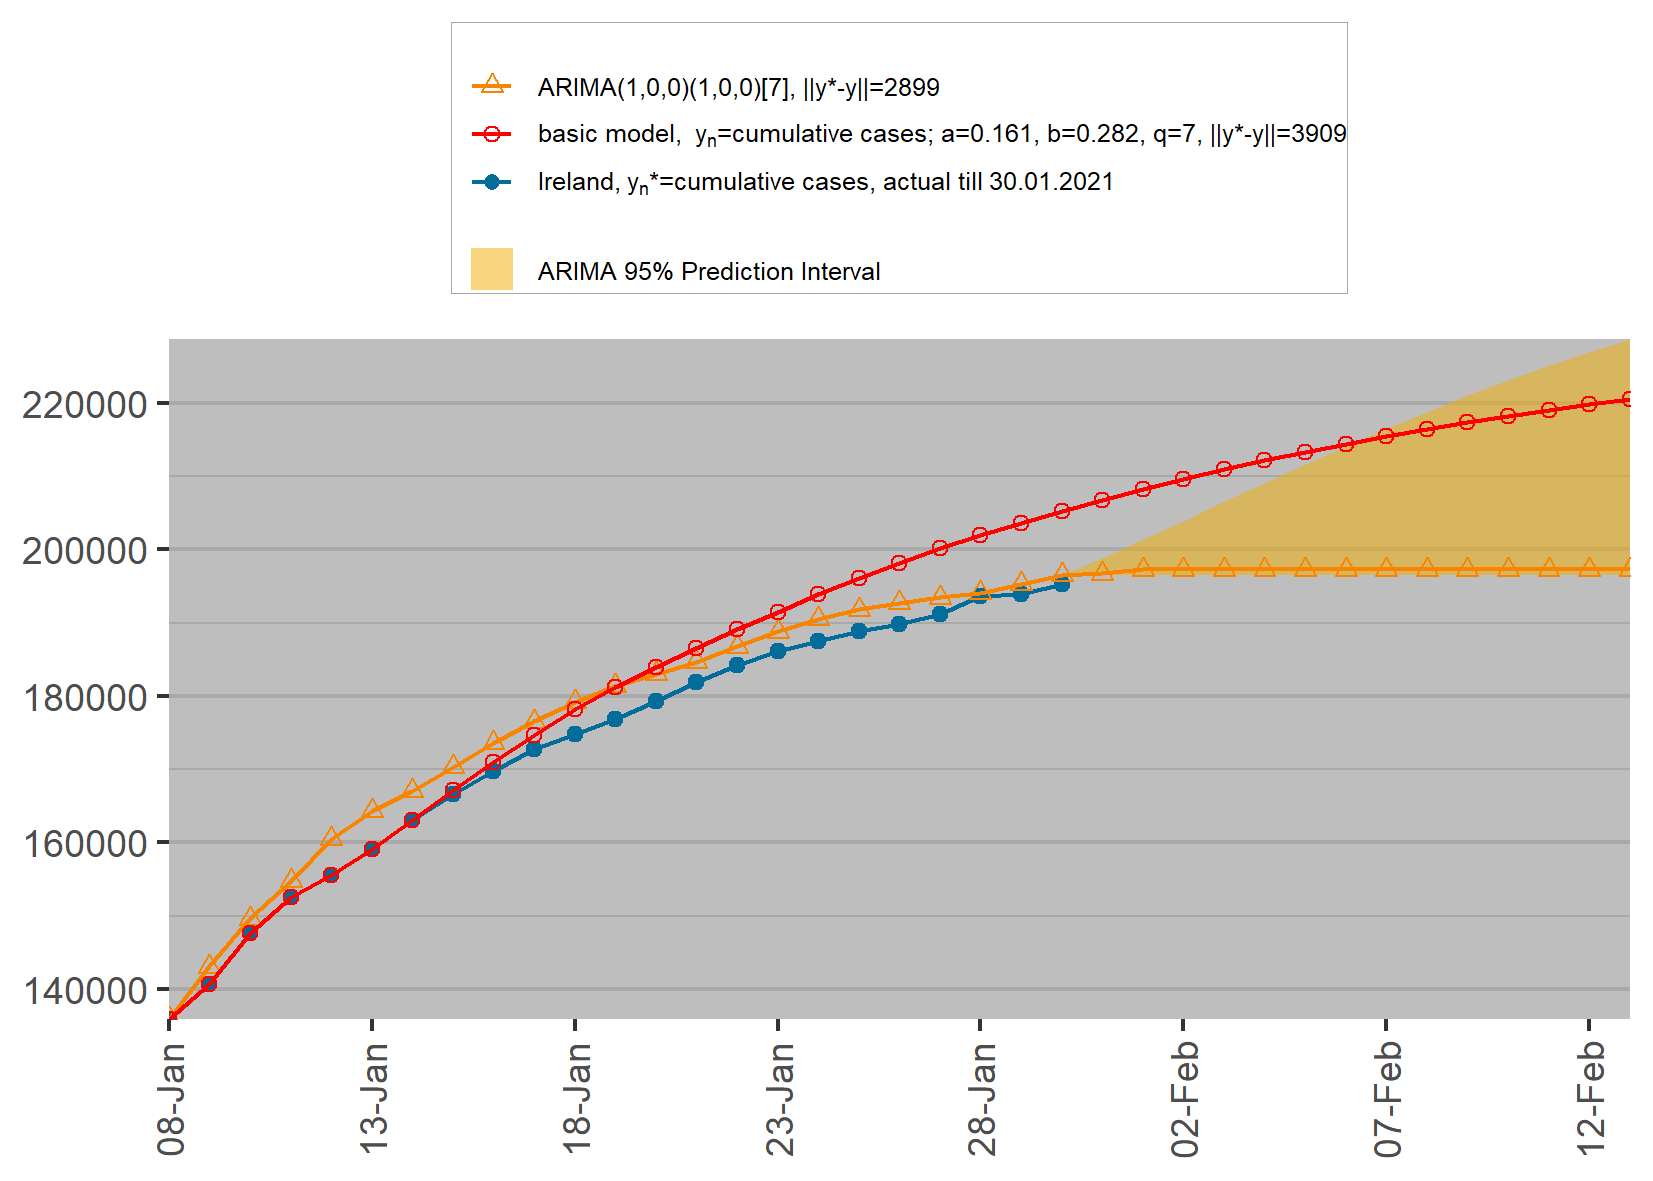 ARIMA(1,0,0)(1,0,0)[7], ||y*-y||=2899
basic model,  yₙ=cumulative cases; a=0.161, b=0.282, q=7, ||y*-y||=3909
Ireland, yₙ*=cumulative cases, actual till 30.01.2021
ARIMA 95% Prediction Interval
220000
200000
180000
160000
140000
08-Jan
13-Jan
18-Jan
23-Jan
28-Jan
02-Feb
07-Feb
12-Feb